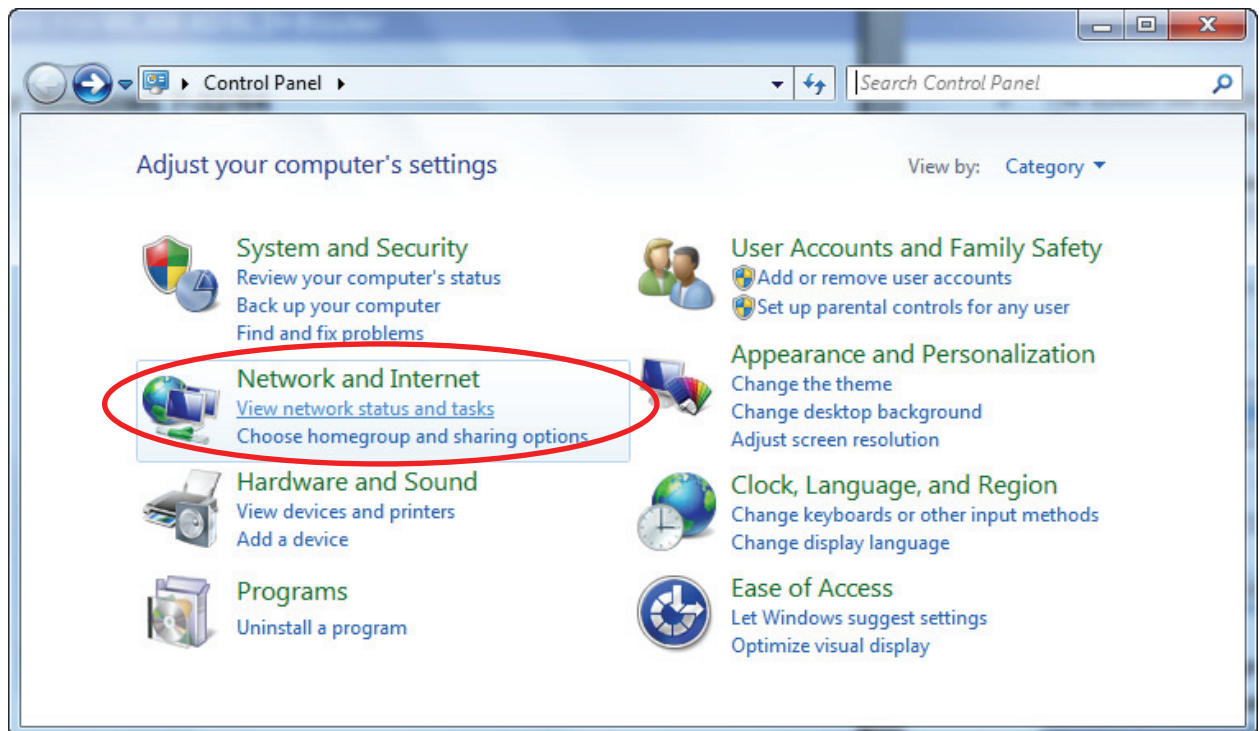 Control Panel
Search Control Panel
Adjust your computer's settings
View by: Category
System and Security
Review your computer's status
Back up your computer
Find and fix problems
Network and Internet
View network status and tasks
Choose homegroup and sharing options
Hardware and Sound
View devices and printers
Add a device
Programs
Uninstall a program
User Accounts and Family Safety
Add or remove user accounts
Set up parental controls for any user
Appearance and Personalization
Change the theme
Change desktop background
Adjust screen resolution
Clock, Language, and Region
Change keyboards or other input methods
Change display language
Ease of Access
Let Windows suggest settings
Optimize visual display